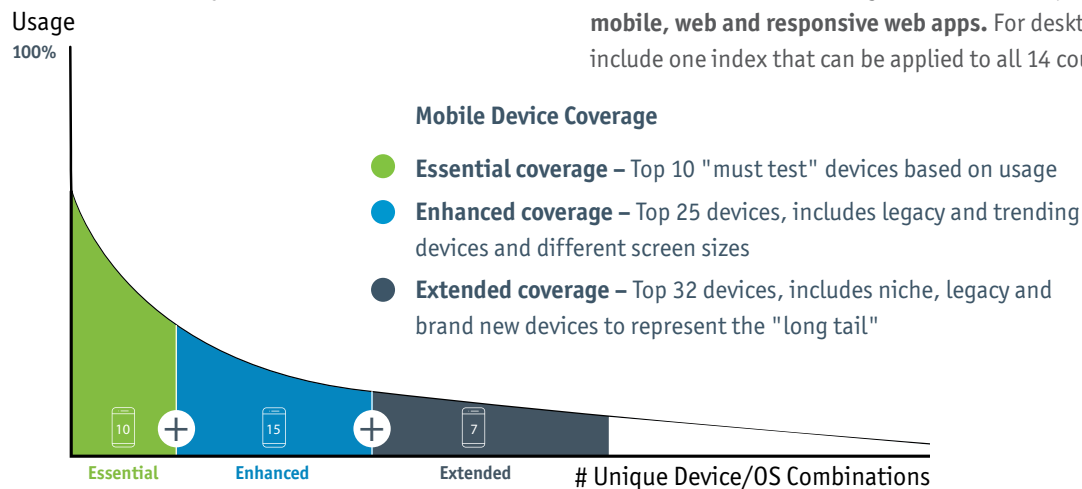 mobile, web and responsive web apps. For deskt
include one index that can be applied to all 14 cou
Usage
100%
Mobile Device Coverage
Essential coverage – Top 10 "must test" devices based on usage
Enhanced coverage – Top 25 devices, includes legacy and trending
devices and different screen sizes
Extended coverage – Top 32 devices, includes niche, legacy and
brand new devices to represent the "long tail"
10 + 15 + 7
Essential Enhanced Extended # Unique Device/OS Combinations